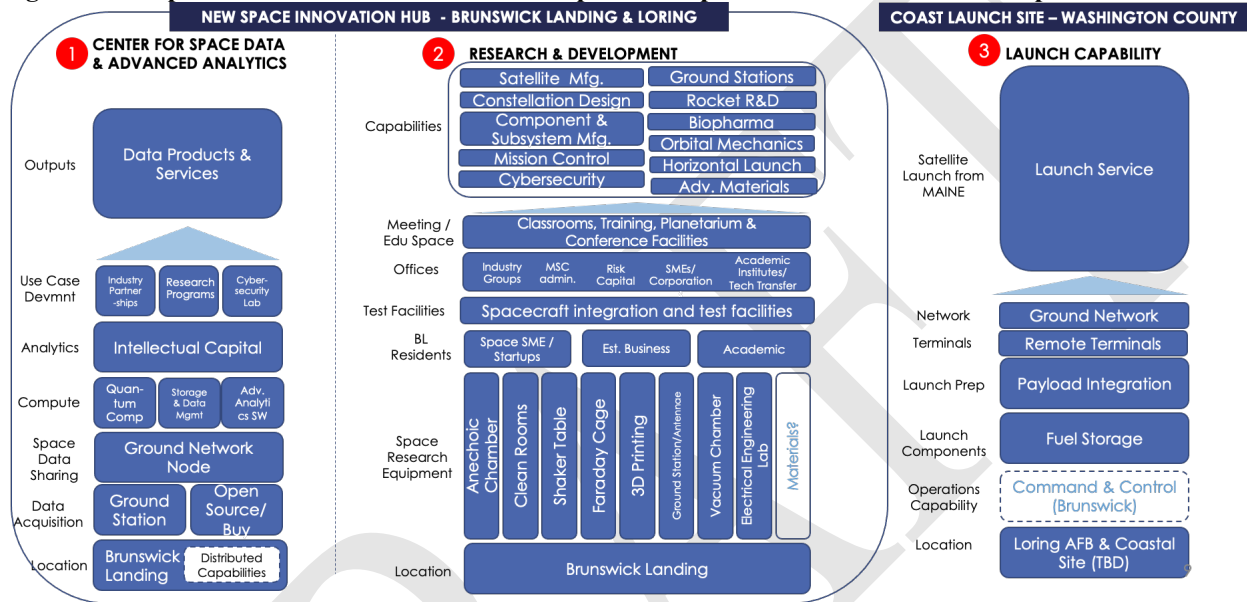 NEW SPACE INNOVATION HUB - BRUNSWICK LANDING & LORING
COAST LAUNCH SITE – WASHINGTON COUNTY
1
CENTER FOR SPACE DATA
& ADVANCED ANALYTICS
Outputs
Data Products &
Services
Use Case
Devmnt
Industry
Partner
-ships
Research
Programs
Cyber-
security
Lab
Analytics
Intellectual Capital
Compute
Quan-
tum
Comp
Storage
& Data
Mgmt
Adv.
Analyti
cs SW
Space
Data
Sharing
Ground Network
Node
Data
Acquisition
Ground
Station
Open
Source/
Buy
Location
Brunswick
Landing
Distributed
Capabilities
2
RESEARCH & DEVELOPMENT
Capabilities
Satellite Mfg.
Constellation Design
Component &
Subsystem Mfg.
Mission Control
Cybersecurity
Ground Stations
Rocket R&D
Biopharma
Orbital Mechanics
Horizontal Launch
Adv. Materials
Meeting /
Edu Space
Classrooms, Training, Planetarium &
Conference Facilities
Offices
Industry
Groups
MSC
admin.
Risk
Capital
SMEs/
Corporation
Academic
Institutes/
Tech Transfer
Test Facilities
Spacecraft integration and test facilities
BL
Residents
Space SME /
Startups
Est. Business
Academic
Space
Research
Equipment
Anechoic
Chamber
Clean Rooms
Shaker Table
Faraday Cage
3D Printing
Ground Station/Antennae
Vacuum Chamber
Electrical Engineering
Lab
Materials?
Location
Brunswick Landing
3
LAUNCH CAPABILITY
Satellite
Launch from
MAINE
Launch Service
Network
Ground Network
Terminals
Remote Terminals
Launch Prep
Payload Integration
Launch
Components
Fuel Storage
Operations
Capability
Command & Control
(Brunswick)
Location
Loring AFB & Coastal
Site (TBD)